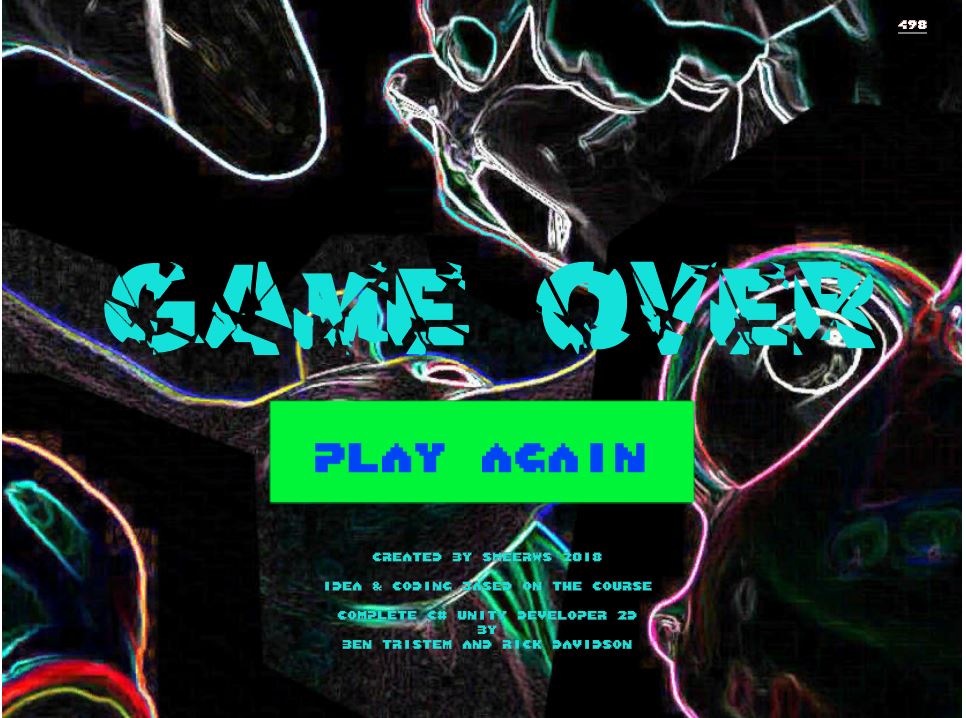 498
GAME OVER
PLAY AGAIN
CREATED BY SHEERWS 2018
IDEA & CODING BASED ON THE COURSE
COMPLETE C# UNITY DEVELOPER 2D
BY
BEN TRISTEM AND RICK DAVIDSON